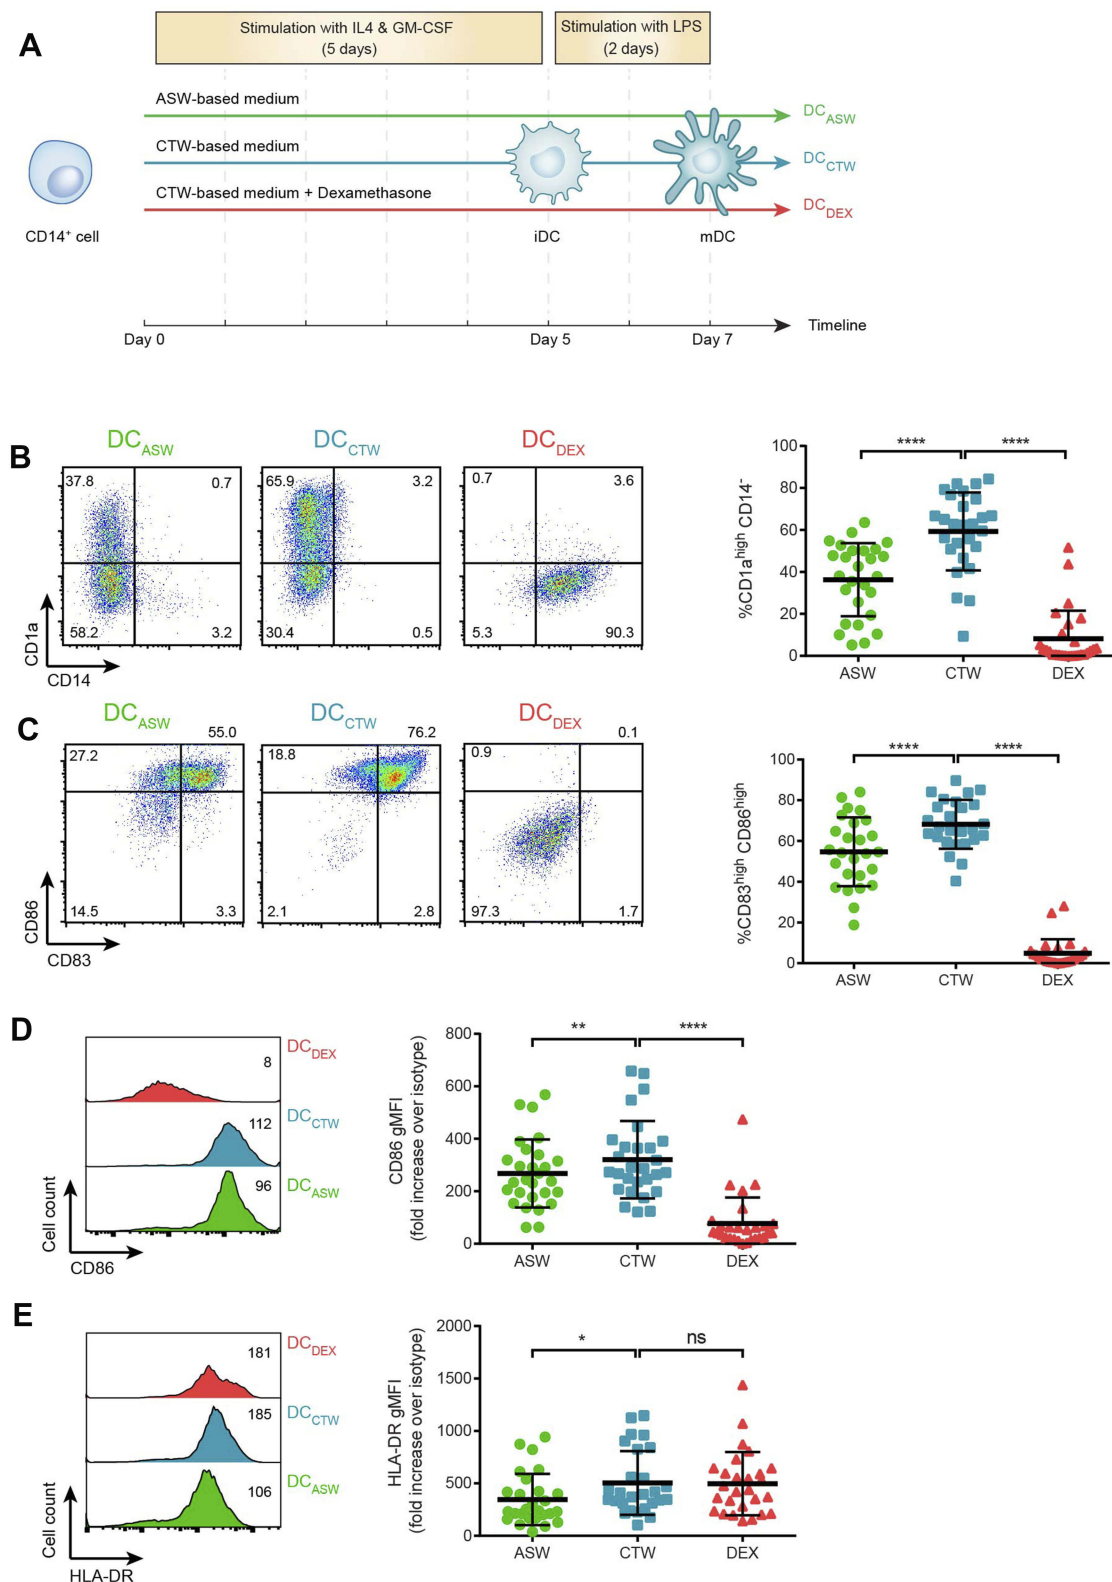 A
Stimulation with IL4 & GM-CSF
(5 days)
Stimulation with LPS
(2 days)
ASW-based medium
DCASW
CTW-based medium
DCCTW
CTW-based medium + Dexamethasone
DCDEX
CD14+ cell
iDC
mDC
Day 0
Day 5
Day 7
Timeline
B
DCASW
DCCTW
DCDEX
37.8
0.7
58.2
3.2
65.9
3.2
30.4
0.5
0.7
3.6
5.3
90.3
CD1a
CD14
%CD1ahigh CD14-
100
80
60
40
20
0
****
****
ASW
CTW
DEX
C
DCASW
DCCTW
DCDEX
27.2
55.0
14.5
3.3
18.8
76.2
2.1
2.8
0.9
0.1
97.3
1.7
CD86
CD83
%CD83high CD86high
100
80
60
40
20
0
****
****
ASW
CTW
DEX
D
8
DCDEX
112
DCCTW
96
DCASW
Cell count
CD86
CD86 gMFI
(fold increase over isotype)
800
600
400
200
0
**
****
ASW
CTW
DEX
E
181
DCDEX
185
DCCTW
106
DCASW
Cell count
HLA-DR
HLA-DR gMFI
(fold increase over isotype)
2000
1500
1000
500
0
*
ns
ASW
CTW
DEX